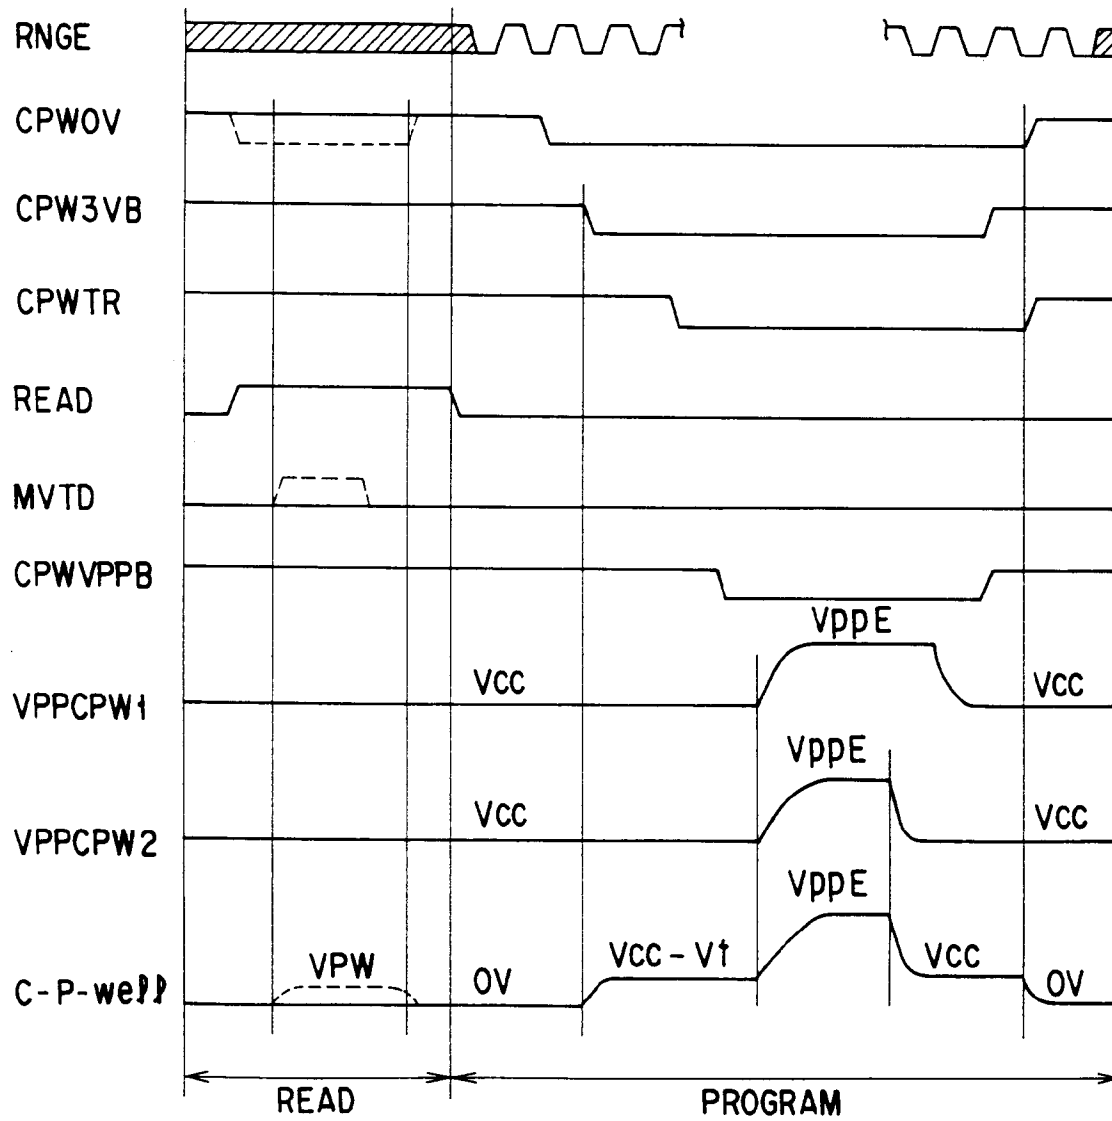 RNGE
CPW0V
CPW3VB
CPWTR
READ
MVTD
CPWVPPB
VppE
VPPCPW1 Vcc Vcc
VppE
VPPCPW2 Vcc Vcc
VppE
C-P-well VPW 0V Vcc-Vt Vcc 0V
READ PROGRAM